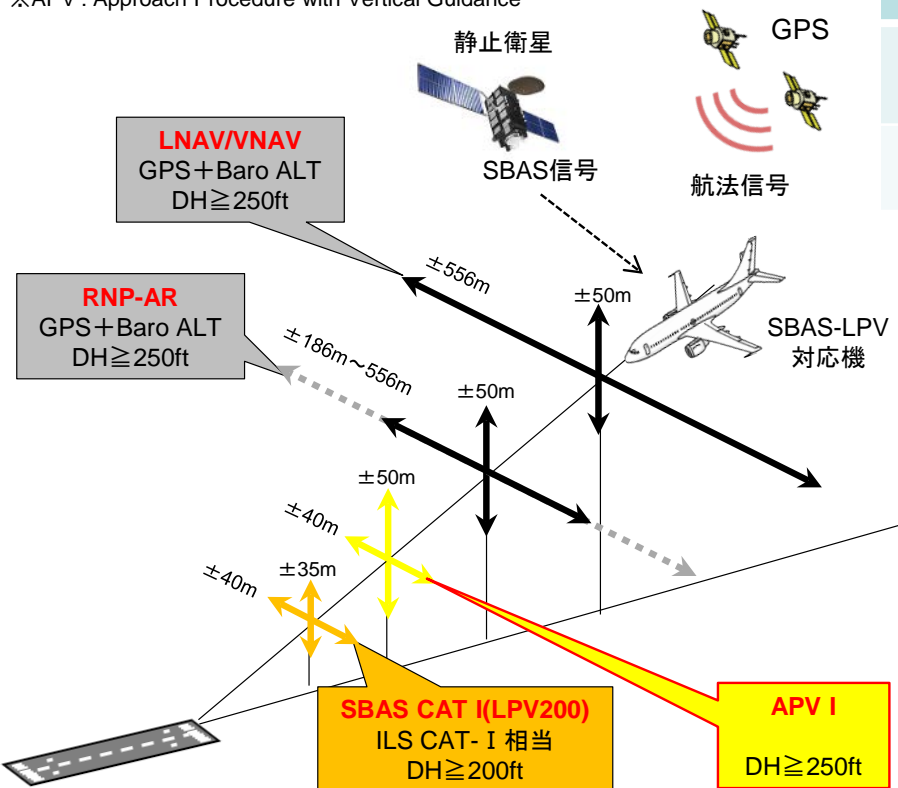 ※APV : Approach Procedure with Vertical Guidance
静止衛星
GPS
SBAS信号
航法信号
LNAV/VNAV
GPS+Baro ALT
DH≧250ft
±556m
±50m
SBAS-LPV
対応機
RNP-AR
GPS+Baro ALT
DH≧250ft
±186m～556m
±50m
±50m
±40m
±35m
±40m
SBAS CAT I(LPV200)
ILS CAT-Ⅰ相当
DH≧200ft
APV I
DH≧250ft